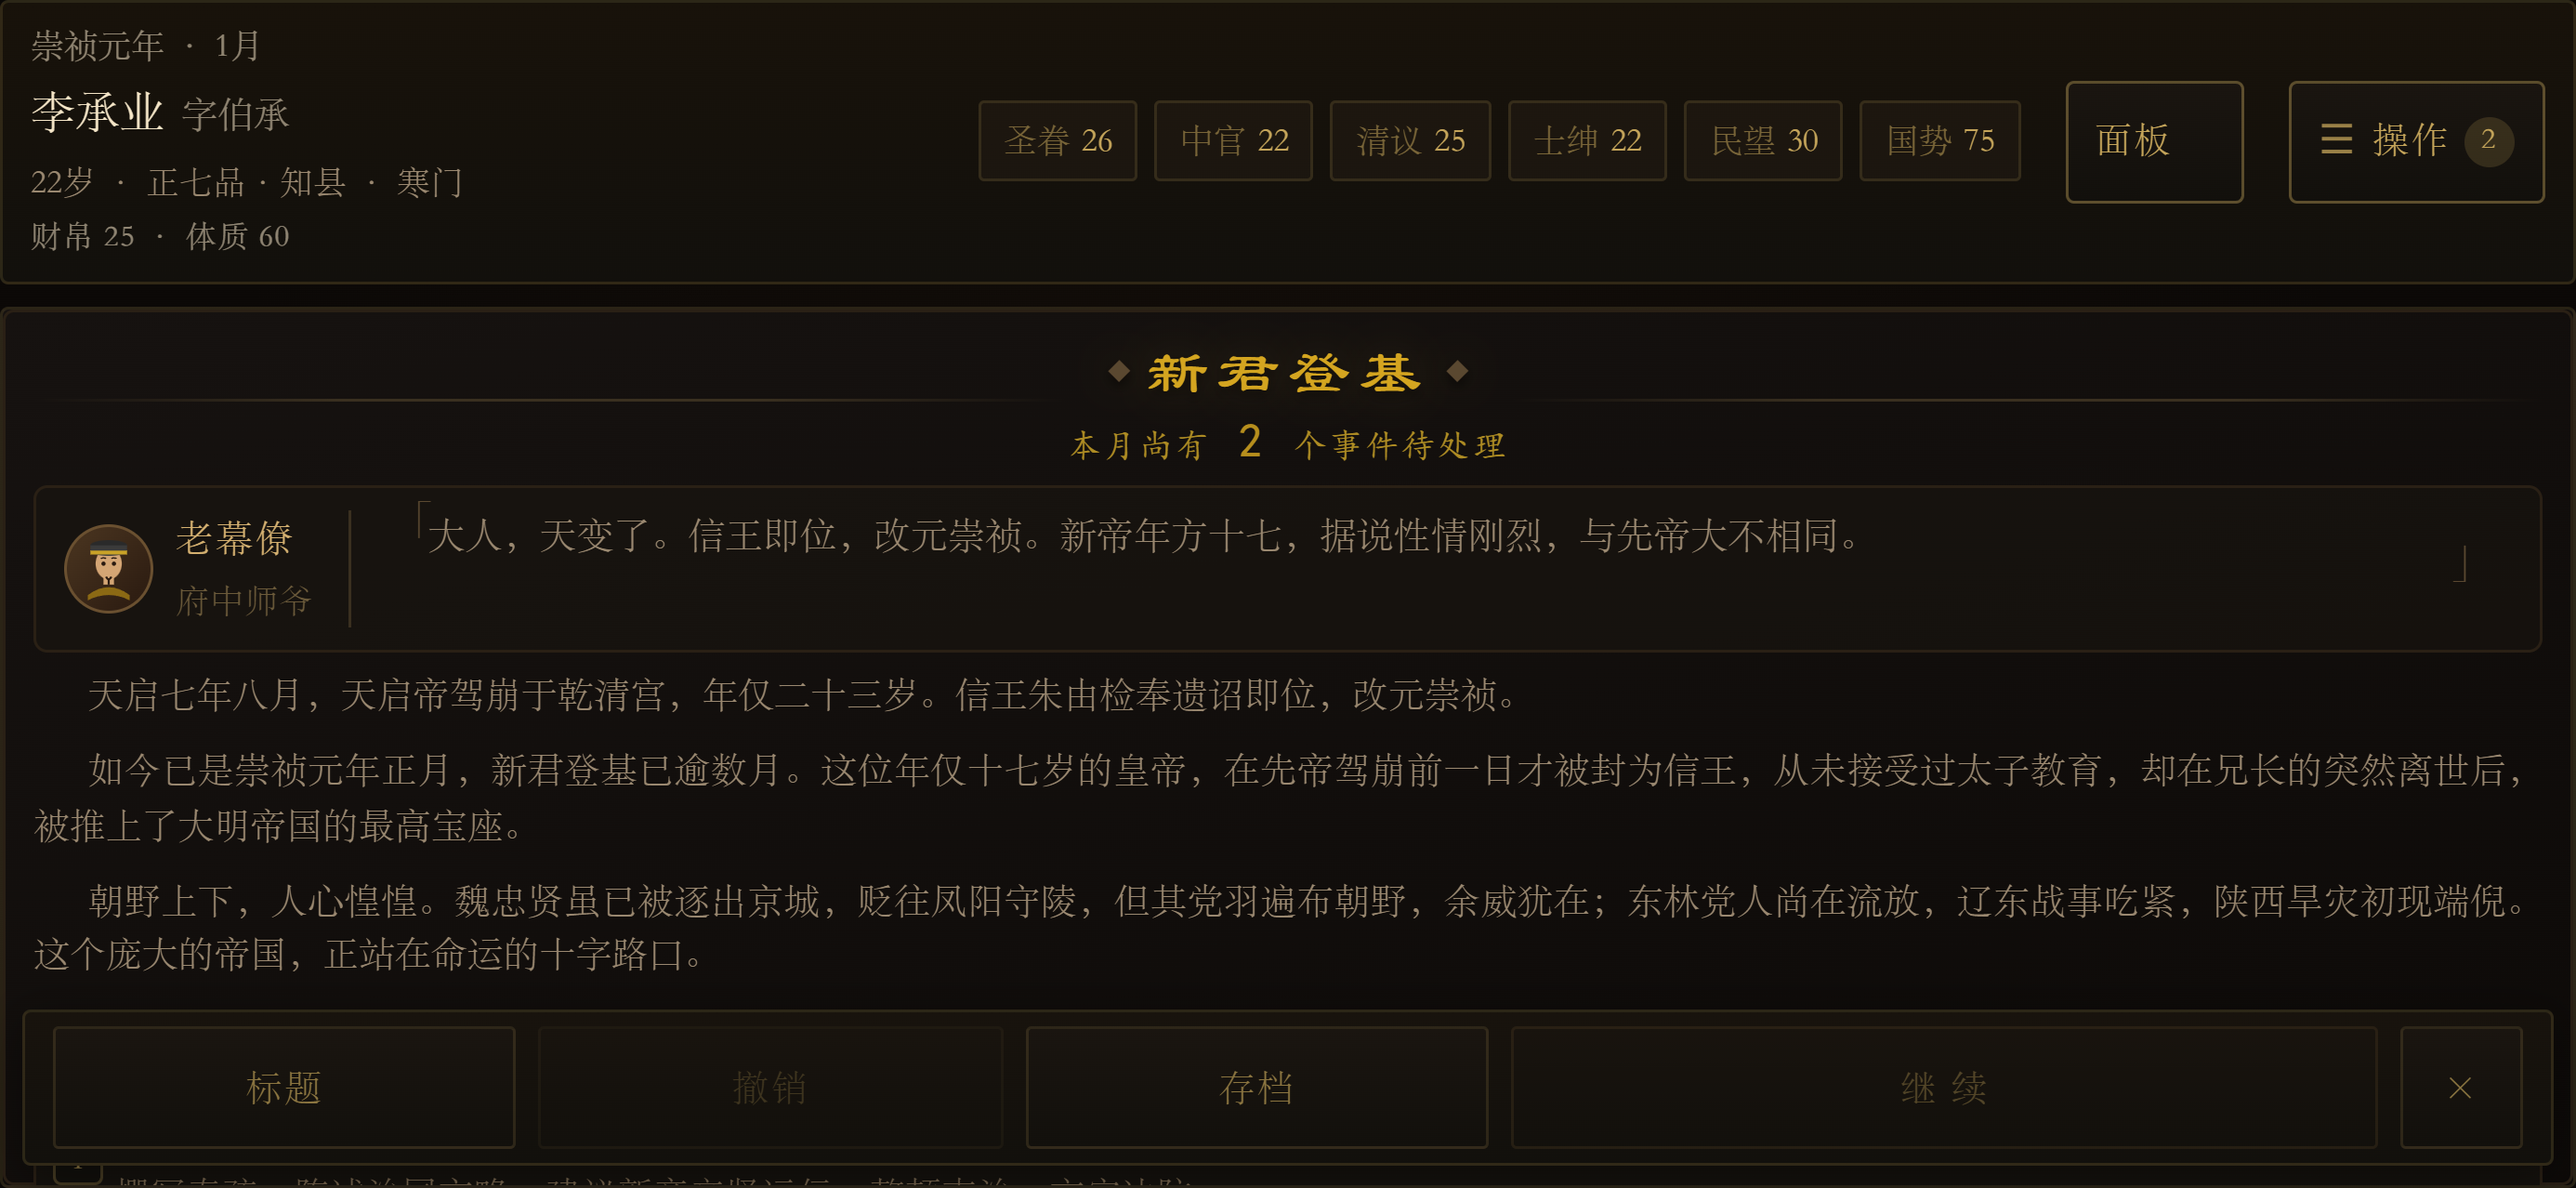 崇祯元年 · 1月
李承业 字伯承
22岁 · 正七品 · 知县 · 寒门
财帛 25 · 体质 60
圣眷 26 中官 22 清议 25 士绅 22 民望 30 国势 75 面板 ☰ 操作 2
◆ 新君登基 ◆
本月尚有 2 个事件待处理
老幕僚
府中师爷
「大人，天变了。信王即位，改元崇祯。新帝年方十七，据说性情刚烈，与先帝大不相同。」
天启七年八月，天启帝驾崩于乾清宫，年仅二十三岁。信王朱由检奉遗诏即位，改元崇祯。
如今已是崇祯元年正月，新君登基已逾数月。这位年仅十七岁的皇帝，在先帝驾崩前一日才被封为信王，从未接受过太子教育，却在兄长的突然离世后，
被推上了大明帝国的最高宝座。
朝野上下，人心惶惶。魏忠贤虽已被逐出京城，贬往凤阳守陵，但其党羽遍布朝野，余威犹在；东林党人尚在流放，辽东战事吃紧，陕西旱灾初现端倪。
这个庞大的帝国，正站在命运的十字路口。
标题 撤销 存档 继续 ×